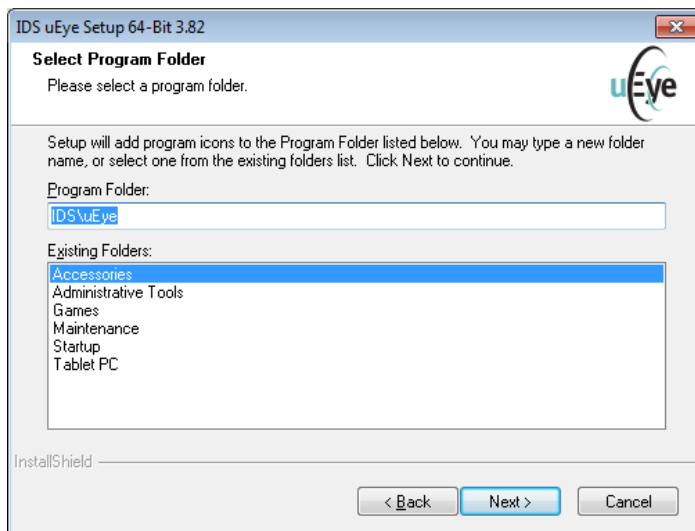 IDS uEye Setup 64-Bit 3.82
Select Program Folder
Please select a program folder.
uEye
Setup will add program icons to the Program Folder listed below. You may type a new folder
name, or select one from the existing folders list. Click Next to continue.
Program Folder:
IDS\uEye
Existing Folders:
Accessories
Administrative Tools
Games
Maintenance
Startup
Tablet PC
InstallShield
< Back Next > Cancel